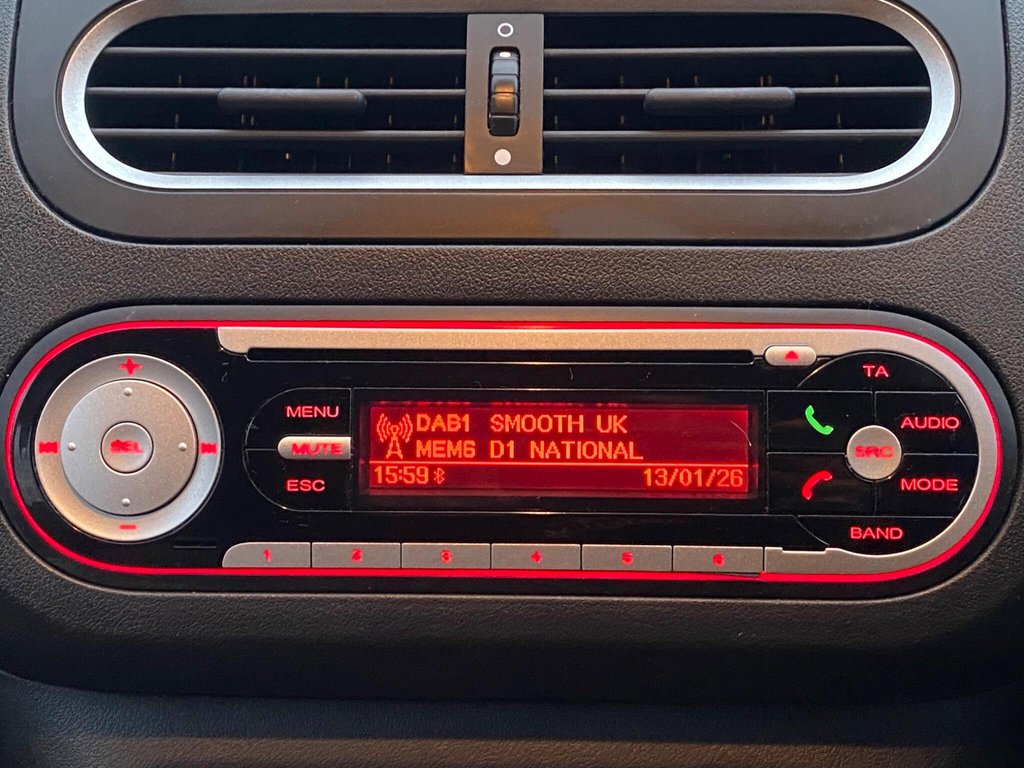 TA
MENU
DAB1 SMOOTH UK
AUDIO
MUTE
MEM6 D1 NATIONAL
SEL
SRC
ESC
15:59 13/01/26
MODE
BAND
1 2 3 4 5 6